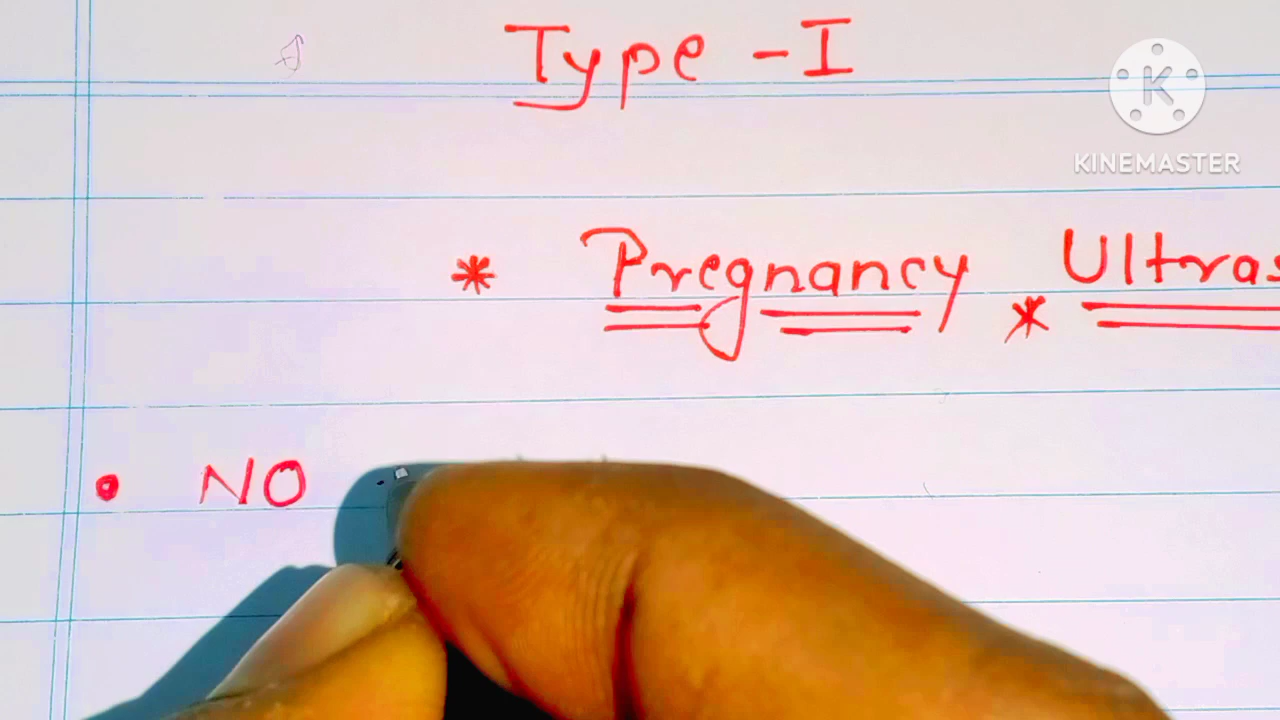 Type - I
K
KINEMASTER
* Pregnancy * Ultras
• NO